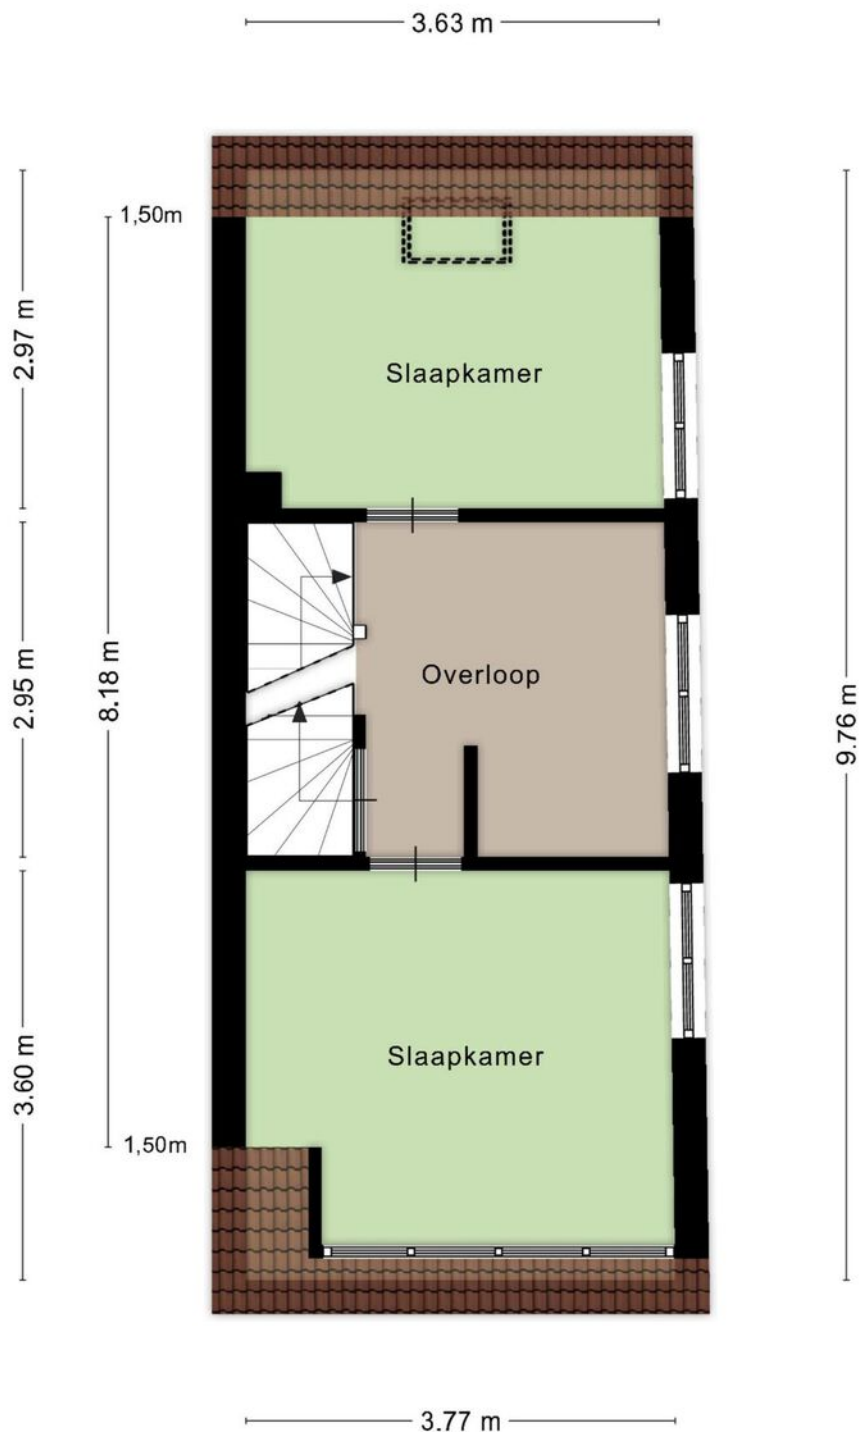 3.63 m
1,50m
2.97 m
Slaapkamer
Overloop
2.95 m
8.18 m
9.76 m
Slaapkamer
3.60 m
1,50m
3.77 m